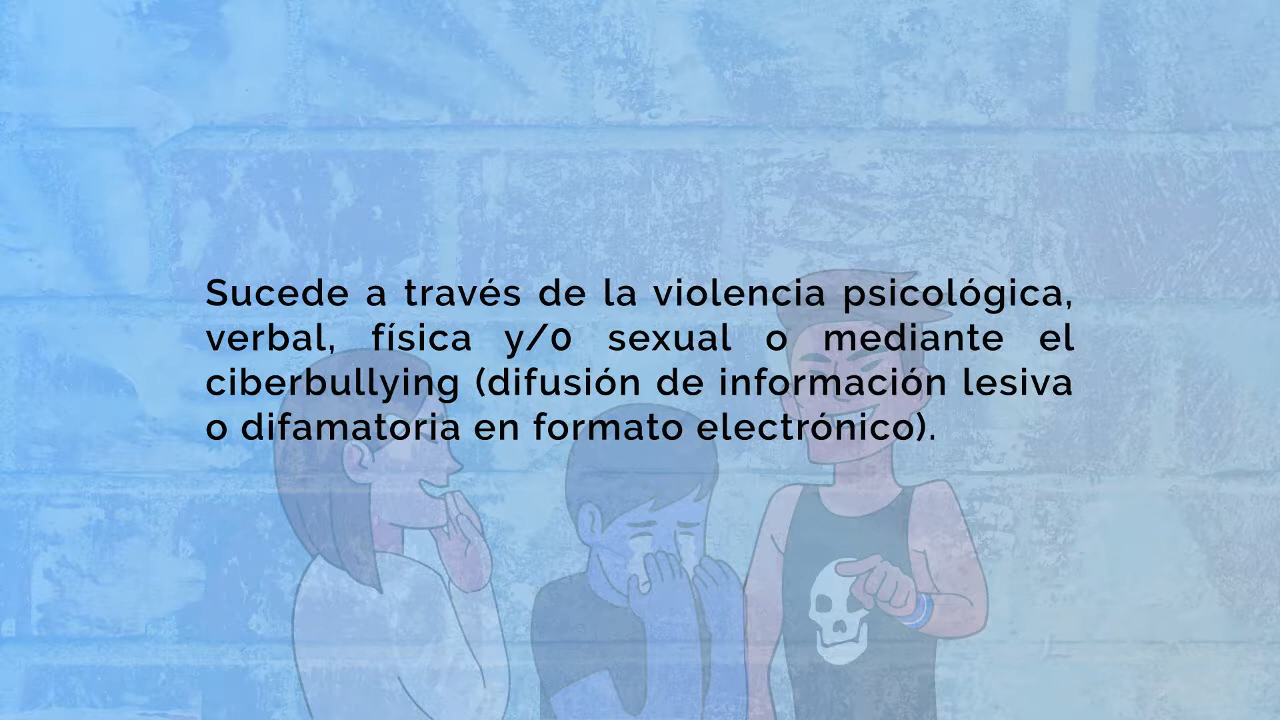 Sucede a través de la violencia psicológica,
verbal, física y/0 sexual o mediante el
ciberbullying (difusión de información lesiva
o difamatoria en formato electrónico).